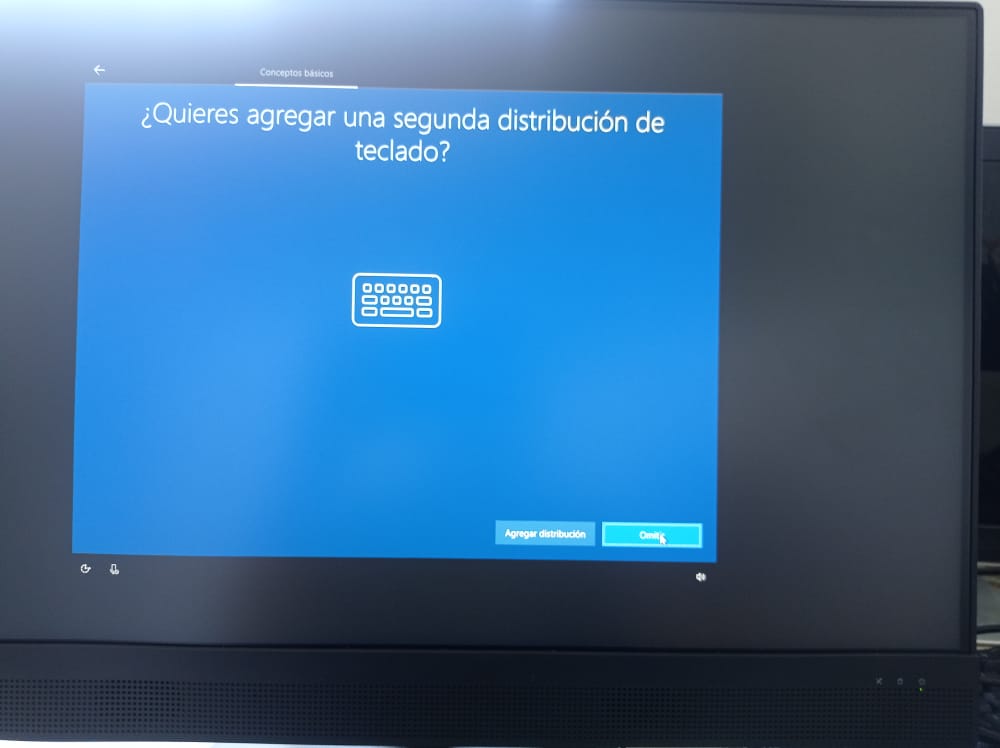 Conceptos básicos
¿Quieres agregar una segunda distribución de
teclado?
Agregar distribución
Omitir